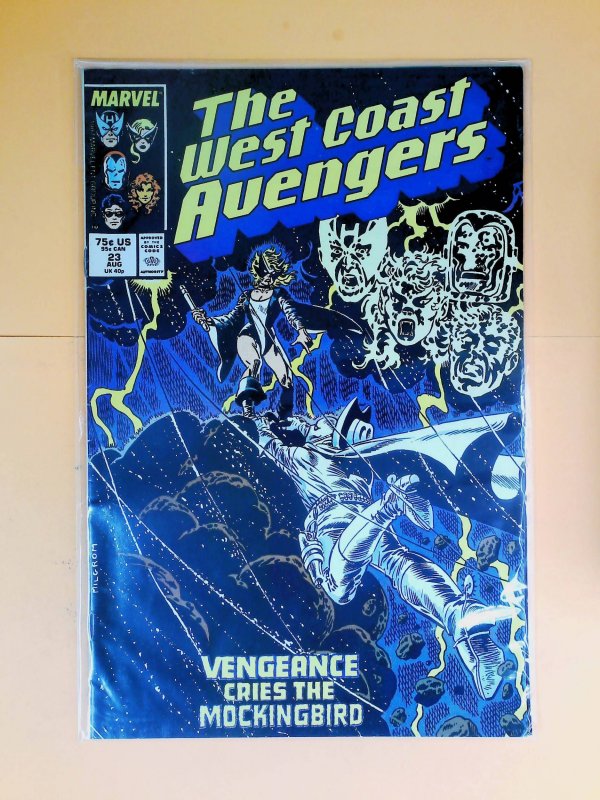 MARVEL
The
West Coast
Avengers
75¢ US
95¢ CAN
23
AUG
UK 40p
APPROVED
BY THE
COMICS
CODE
AUTHORITY
MILGROM
VENGEANCE
CRIES THE
MOCKINGBIRD